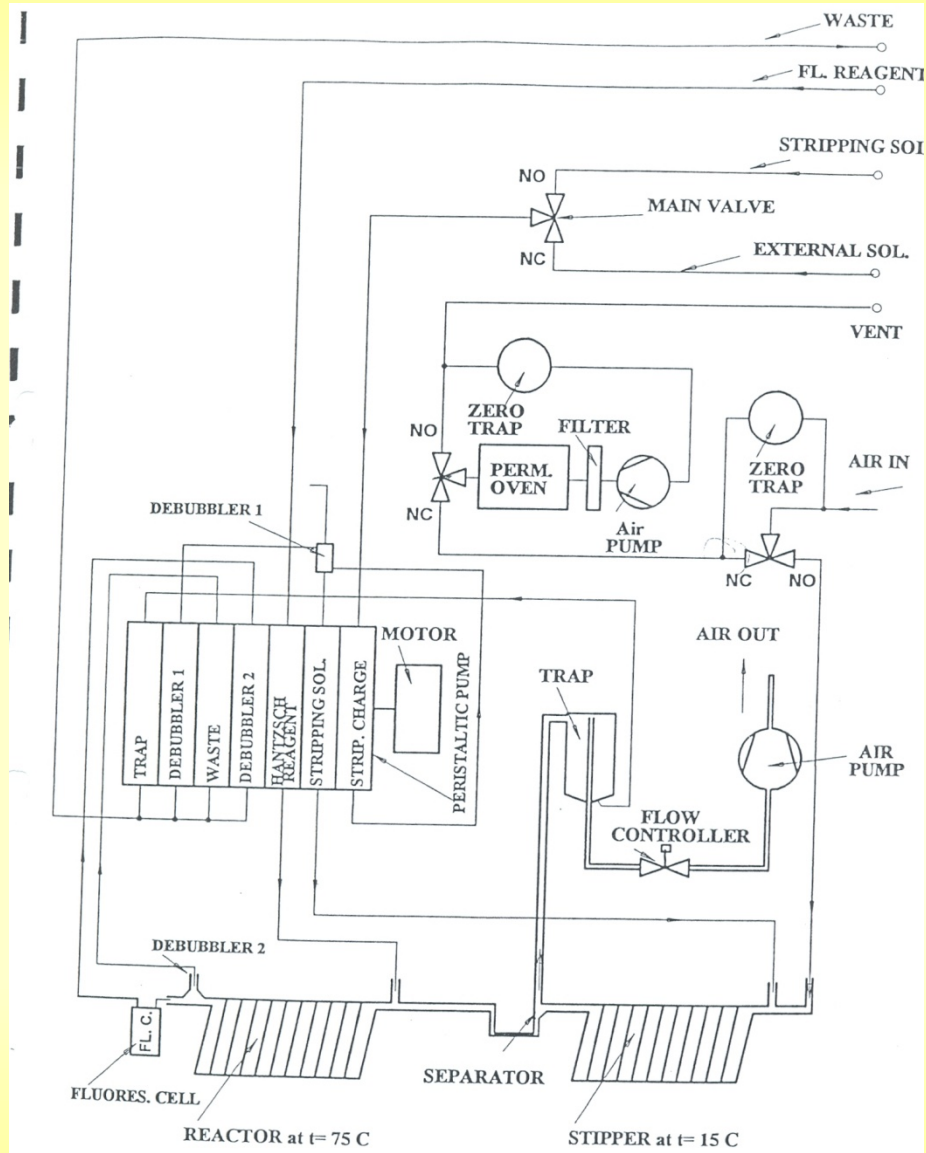 WASTE
FL. REAGENT
STRIPPING SOL
NO
MAIN VALVE
NC
EXTERNAL SOL.
VENT
ZERO
TRAP
FILTER
NO
PERM.
OVEN
NC
Air
PUMP
ZERO
TRAP
AIR IN
NC
NO
DEBUBBLER 1
MOTOR
TRAP
DEBUBBLER 1
WASTE
DEBUBBLER 2
HANTZSCH
REAGENT
STRIPPING SOL.
STRIP. CHARGE
PERISTALTIC PUMP
AIR OUT
TRAP
AIR
PUMP
FLOW
CONTROLLER
DEBUBBLER 2
FL. C.
FLUORES. CELL
SEPARATOR
REACTOR at t= 75 C
STIPPER at t= 15 C